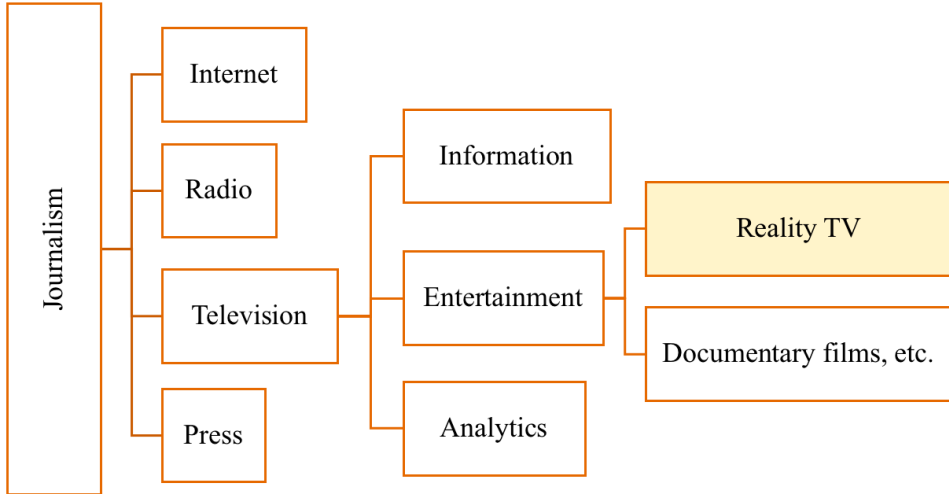 Journalism
Internet
Radio
Television
Press
Information
Entertainment
Analytics
Reality TV
Documentary films, etc.